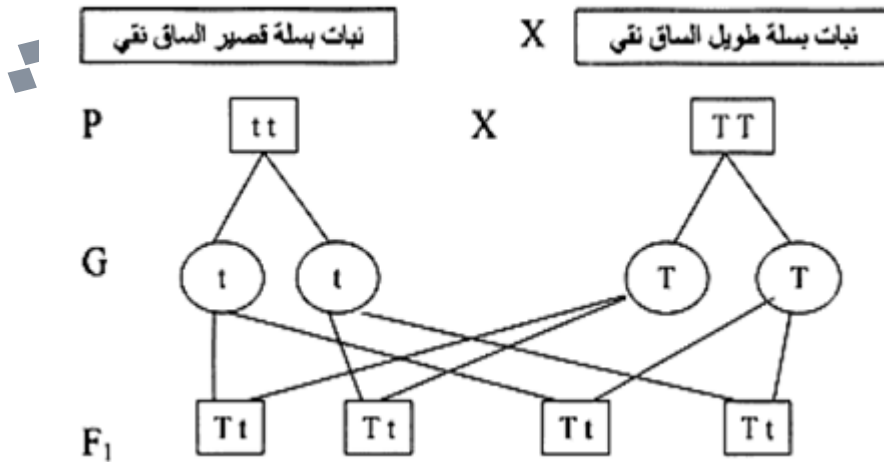 نبات بسلة طويل الساق نقي X نبات بسلة قصير الساق نقي
P tt X TT
G t t T T
F₁ Tt Tt Tt Tt